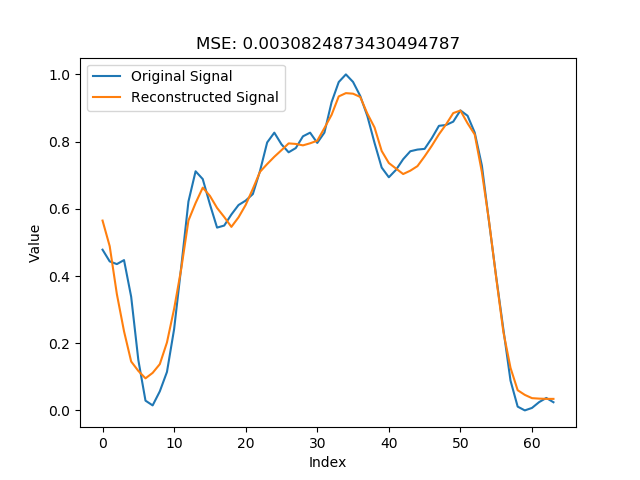 MSE: 0.0030824873430494787
Original Signal
Reconstructed Signal
1.0
0.8
0.6
0.4
0.2
0.0
Value
0 10 20 30 40 50 60
Index